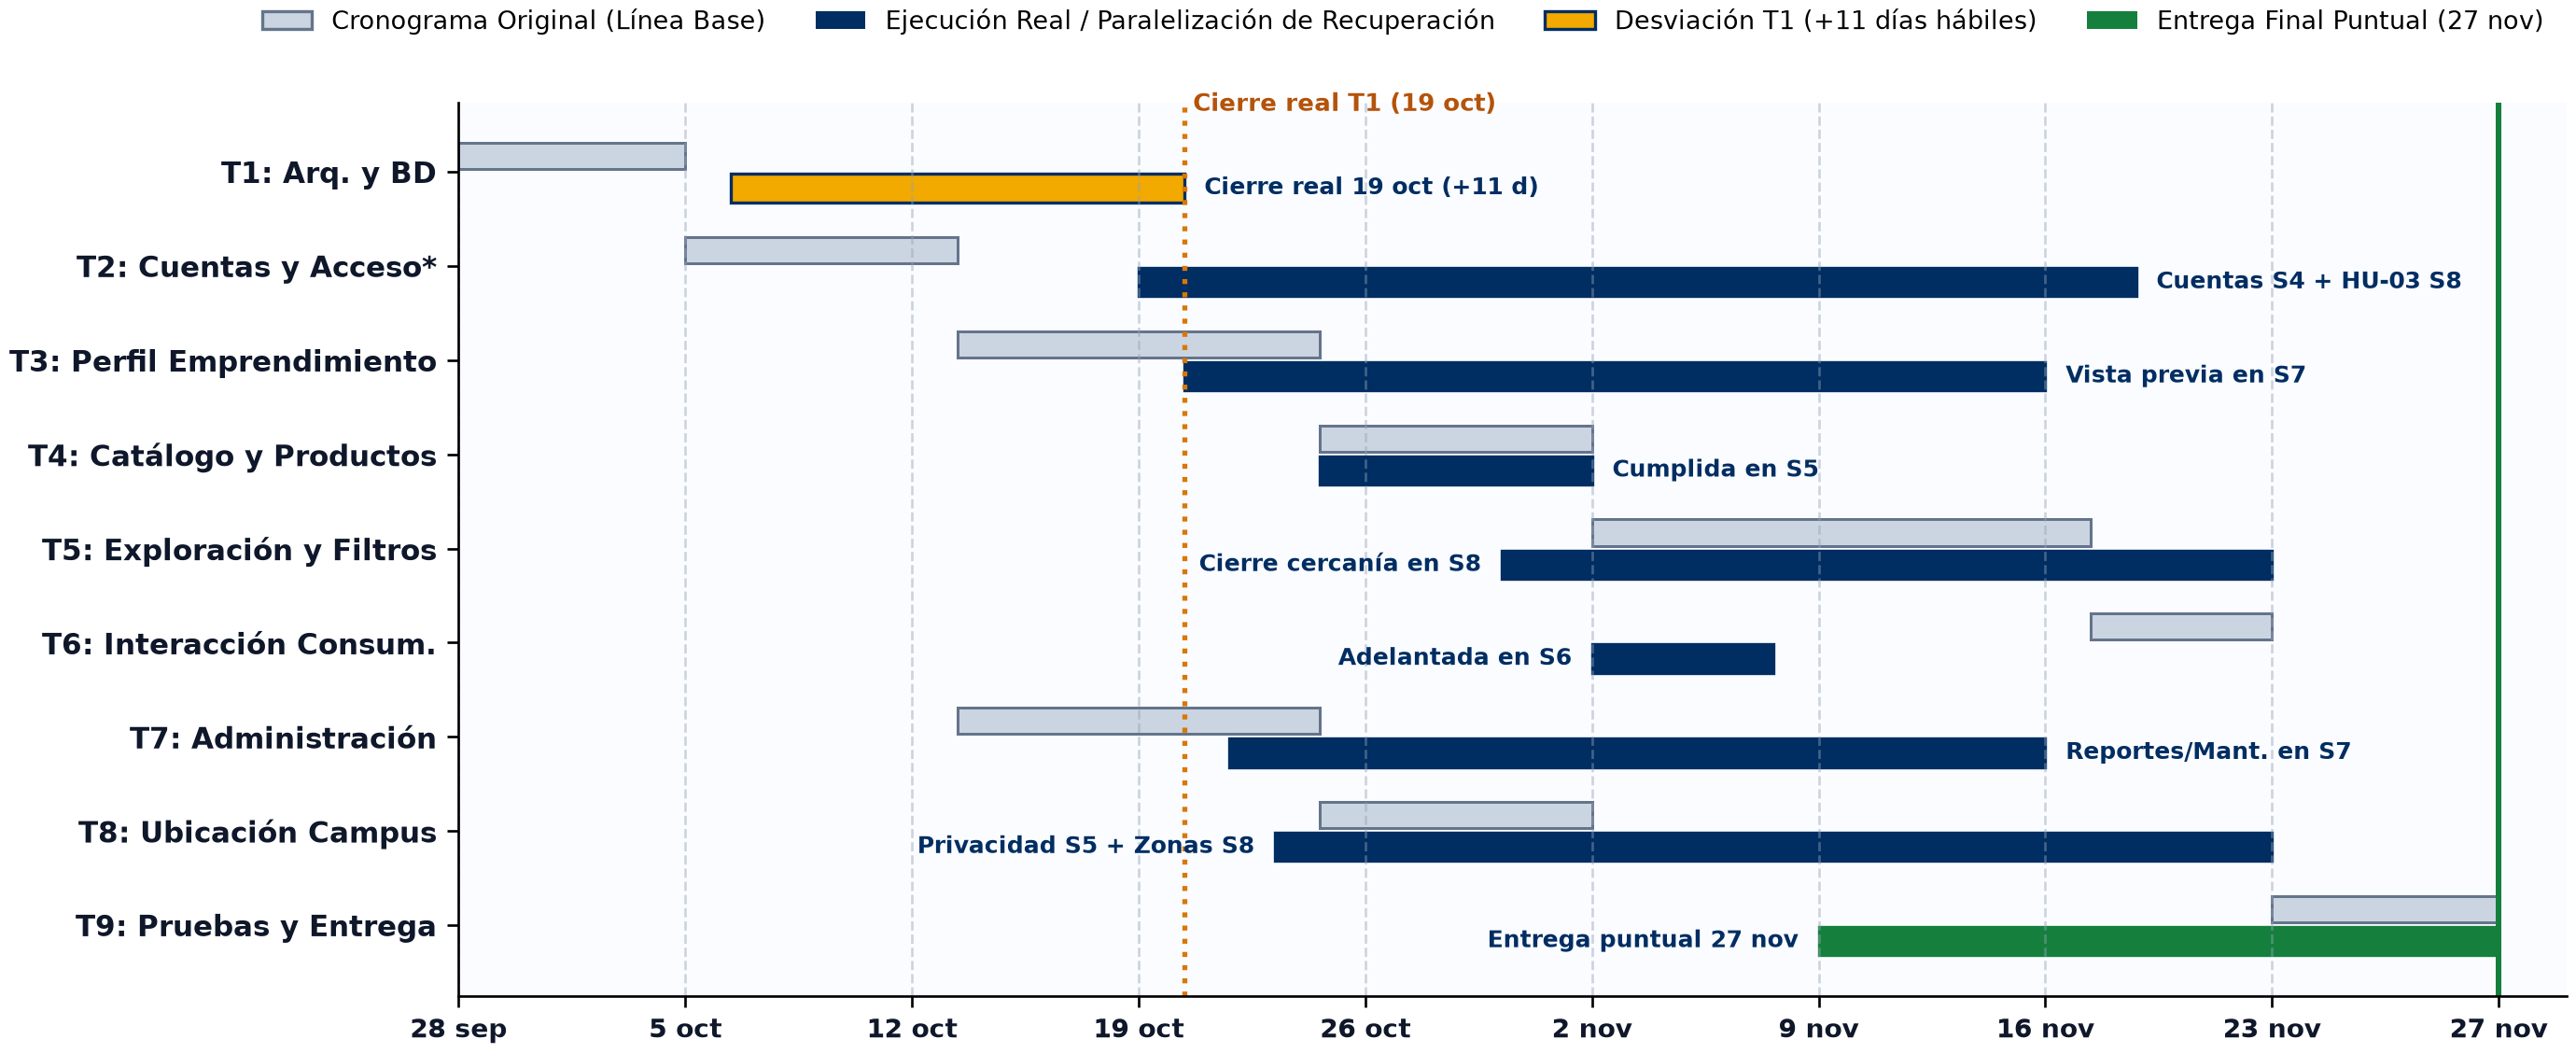 Cronograma Original (Línea Base)
Ejecución Real / Paralelización de Recuperación
Desviación T1 (+11 días hábiles)
Entrega Final Puntual (27 nov)
Cierre real T1 (19 oct)
T1: Arq. y BD
Cierre real 19 oct (+11 d)
T2: Cuentas y Acceso*
Cuentas S4 + HU-03 S8
T3: Perfil Emprendimiento
Vista previa en S7
T4: Catálogo y Productos
Cumplida en S5
T5: Exploración y Filtros
Cierre cercanía en S8
T6: Interacción Consum.
Adelantada en S6
T7: Administración
Reportes/Mant. en S7
T8: Ubicación Campus
Privacidad S5 + Zonas S8
T9: Pruebas y Entrega
Entrega puntual 27 nov
28 sep
5 oct
12 oct
19 oct
26 oct
2 nov
9 nov
16 nov
23 nov
27 nov